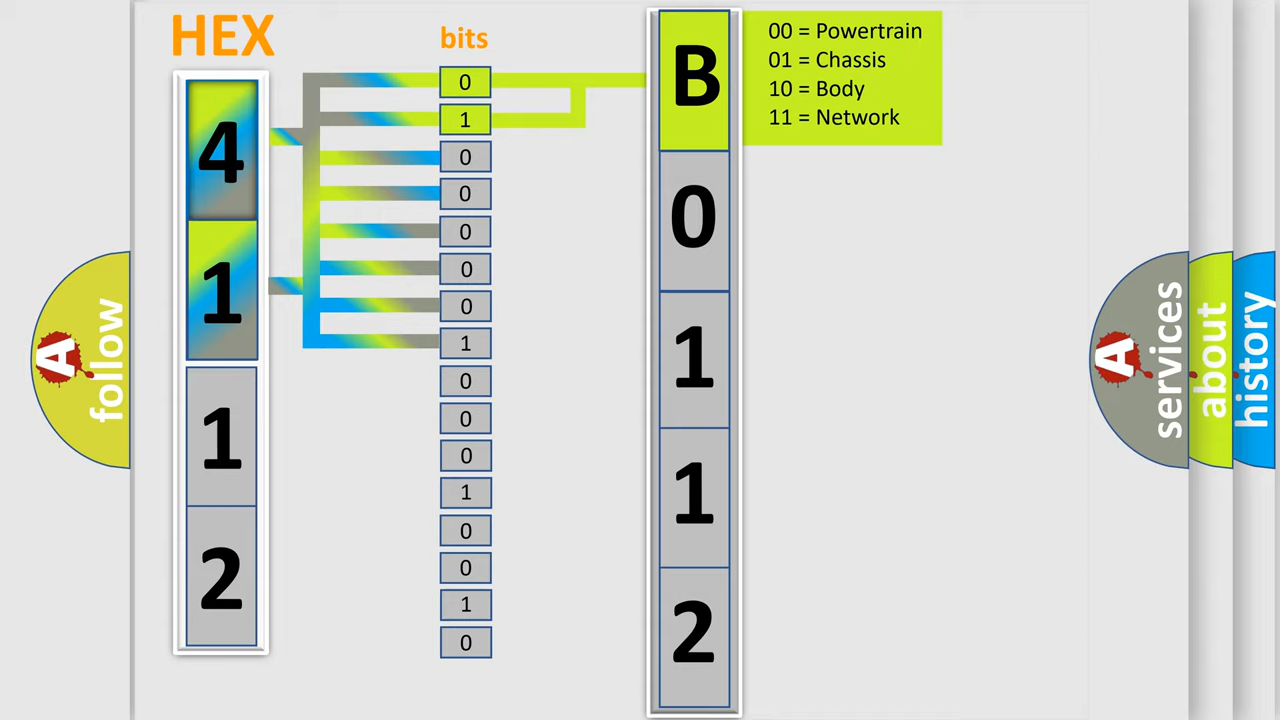 HEX
bits
4
1
1
2
0
1
0
0
0
0
0
1
0
0
0
1
0
0
1
0
B
0
1
1
2
00 = Powertrain
01 = Chassis
10 = Body
11 = Network
A
follow
A
services
about
history